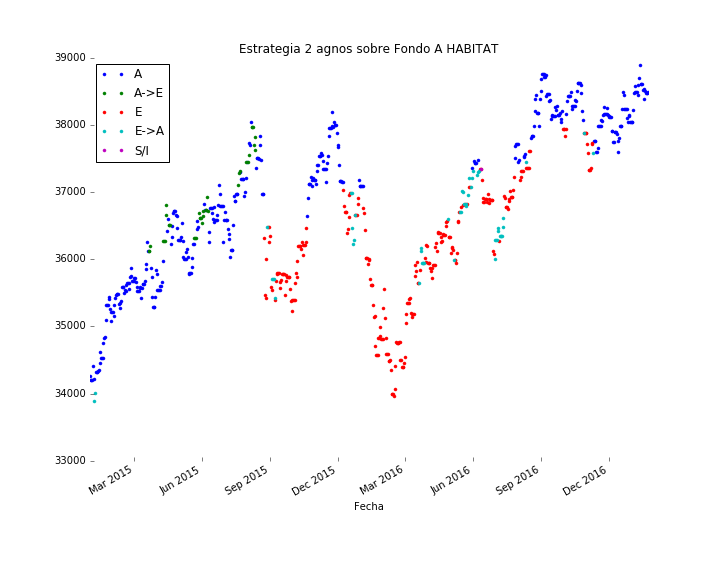 Estrategia 2 agnos sobre Fondo A HABITAT
39000
38000
37000
36000
35000
34000
33000
A
A->E
E
E->A
S/I
Mar 2015
Jun 2015
Sep 2015
Dec 2015
Mar 2016
Jun 2016
Sep 2016
Dec 2016
Fecha